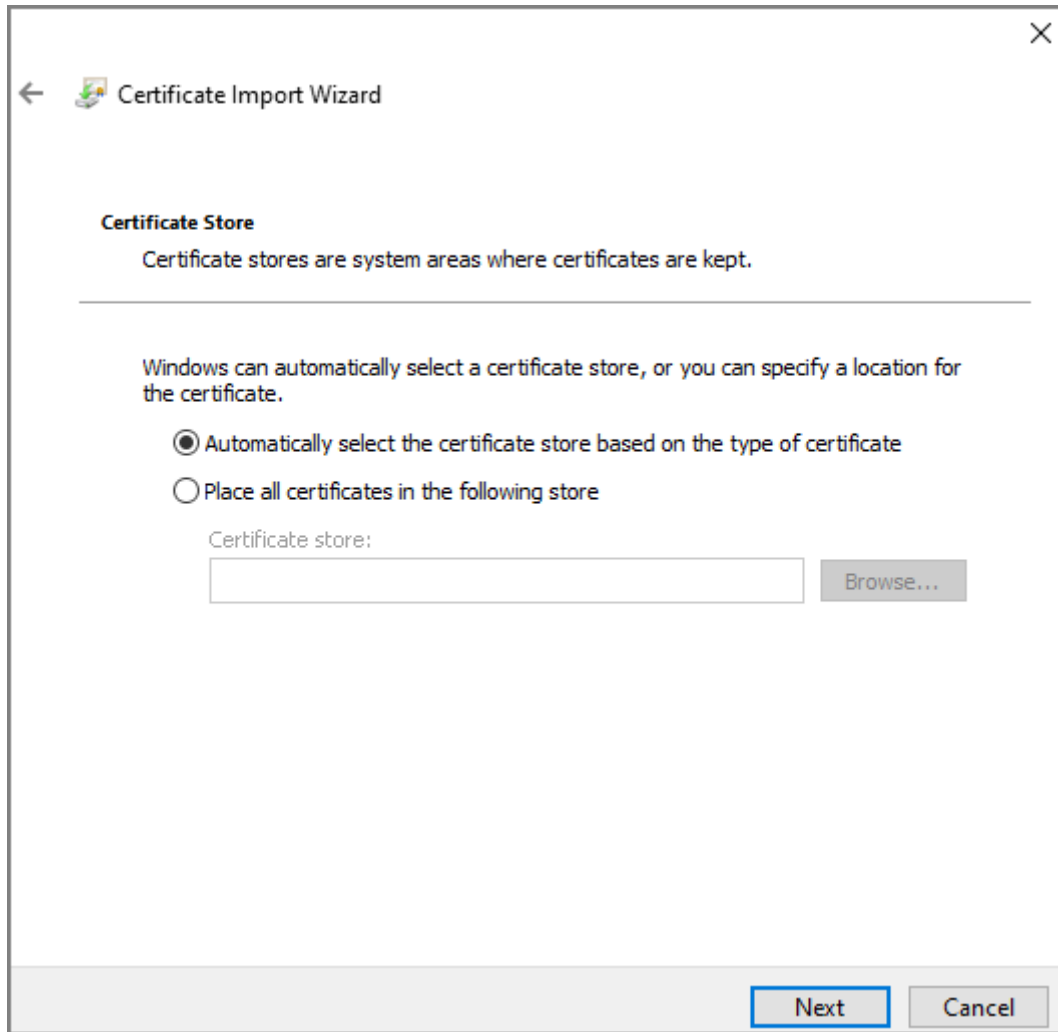 Certificate Import Wizard
Certificate Store
Certificate stores are system areas where certificates are kept.
Windows can automatically select a certificate store, or you can specify a location for
the certificate.
Automatically select the certificate store based on the type of certificate
Place all certificates in the following store
Certificate store:
Browse...
Next
Cancel